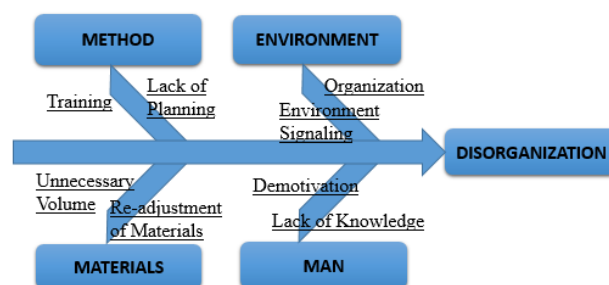 METHOD
ENVIRONMENT
Training
Lack of
Planning
Organization
Environment
Signaling
DISORGANIZATION
Unnecessary
Volume
Re-adjustment
of Materials
Demotivation
Lack of Knowledge
MATERIALS
MAN